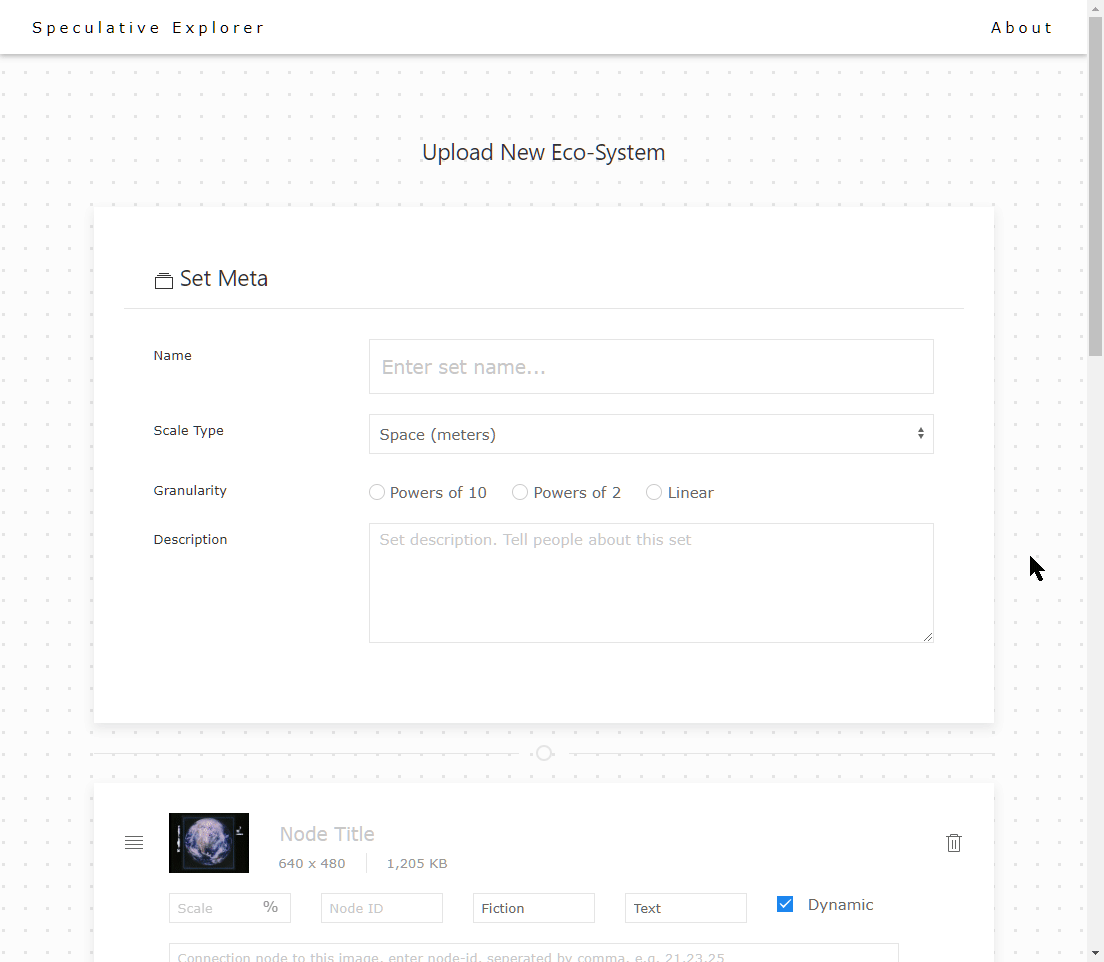 Speculative Explorer About
Upload New Eco-System
Set Meta
Name
Enter set name...
Scale Type
Space (meters)
Granularity
Powers of 10 Powers of 2 Linear
Description
Set description. Tell people about this set
Node Title
640 x 480 1,205 KB
Scale % Node ID Fiction Text Dynamic
Connection node to this image, enter node-id, seperated by comma, e.g. 21,23,25